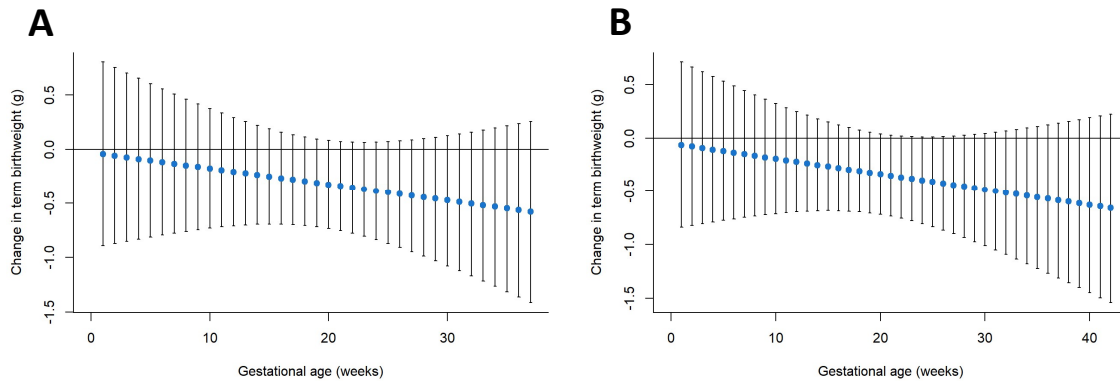 A
Change in term birthweight (g)
0.5
0.0
-0.5
-1.0
-1.5
0 10 20 30
Gestational age (weeks)
B
Change in term birthweight (g)
0.5
0.0
-0.5
-1.0
-1.5
0 10 20 30 40
Gestational age (weeks)